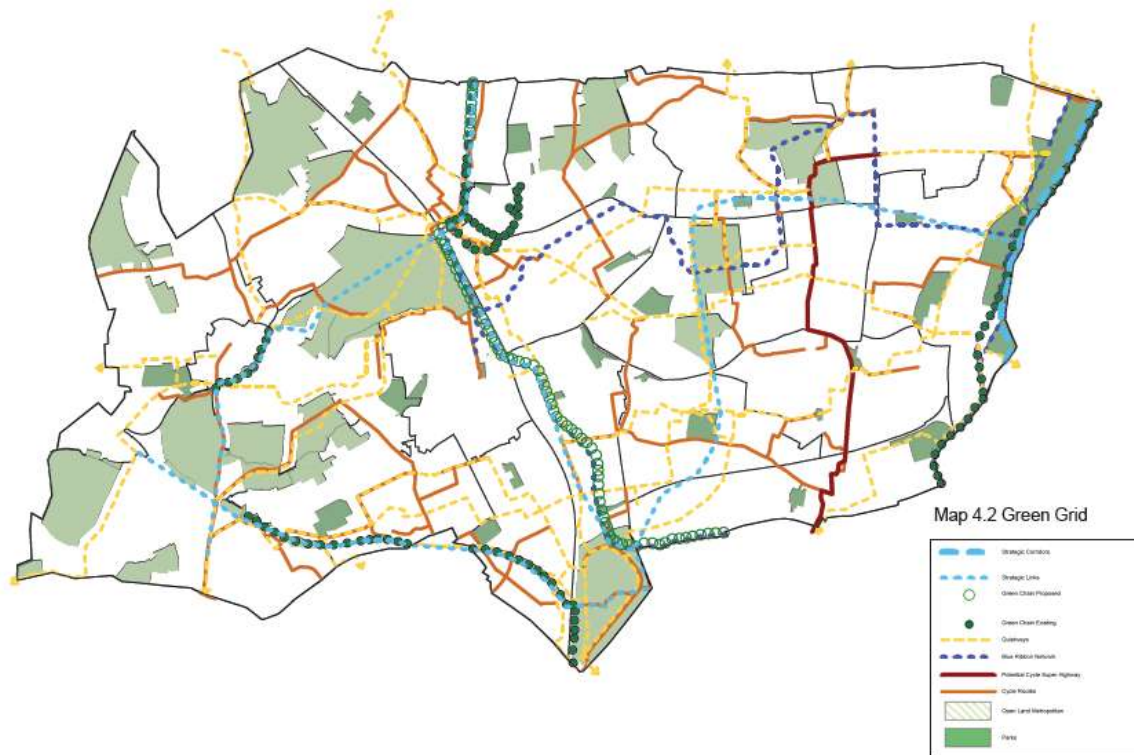 Map 4.2 Green Grid
Strategic Corridors
Strategic Links
Green Chain Proposed
Green Chain Existing
Quietways
Blue Ribbon Network
Potential Cycle Super Highway
Cycle Routes
Open Land Metropolitan
Parks